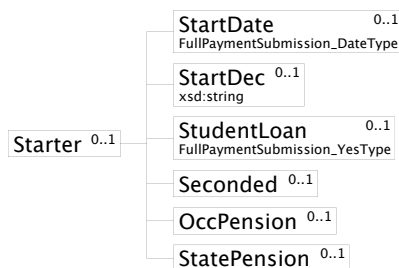 StartDate 0..1
FullPaymentSubmission_DateType
StartDec 0..1
xsd:string
StudentLoan 0..1
FullPaymentSubmission_YesType
Starter 0..1
Seconded 0..1
OccPension 0..1
StatePension 0..1